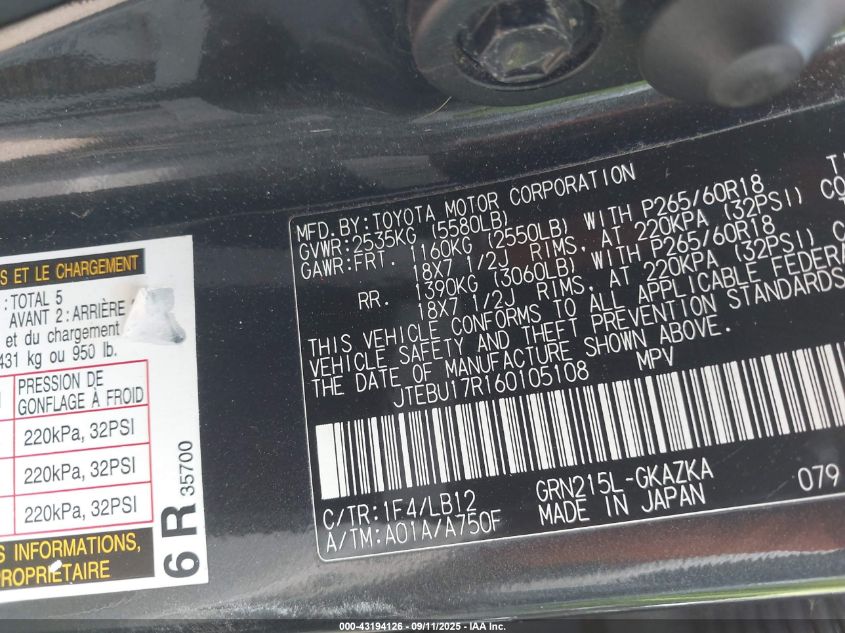 S ET LE CHARGEMENT
: TOTAL 5
AVANT 2: ARRIÈRE
et du chargement
431 kg ou 950 lb.
PRESSION DE
GONFLAGE À FROID
220kPa, 32PSI
220kPa, 32PSI
220kPa, 32PSI
S INFORMATIONS,
PROPRIÉTAIRE
6 R 35700
MFD. BY: TOYOTA MOTOR CORPORATION
GVWR: 2535KG (5580LB)
GAWR: FRT. 1160KG (2550LB) WITH P265/60R18
18X7 1/2J RIMS, AT 220KPA (32PSI) CO
RR. 1390KG (3060LB) WITH P265/60R18
18X7 1/2J RIMS, AT 220KPA (32PSI) C
THIS VEHICLE CONFORMS TO ALL APPLICABLE FEDERA
VEHICLE SAFETY AND THEFT PREVENTION STANDARDS
THE DATE OF MANUFACTURE SHOWN ABOVE.
JTEBU17R160105108 MPV
C/TR: 1F4/LB12 GRN215L-GKAZKA 079
A/TM: A01A/A750F MADE IN JAPAN
000-43194126 - 09/11/2025 - IAA Inc.